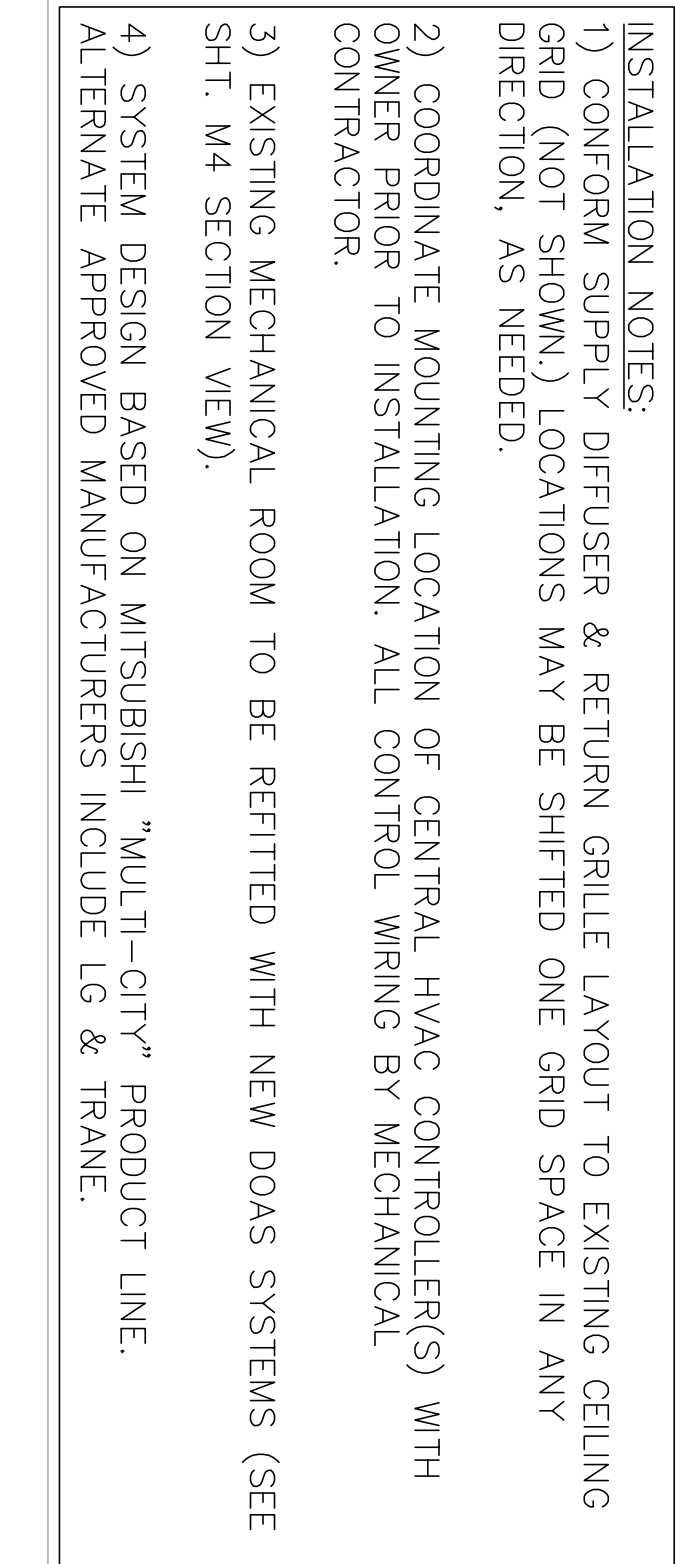 INSTALLATION NOTES:
1) CONFORM SUPPLY DIFFUSER & RETURN GRILLE LAYOUT TO EXISTING CEILING
GRID (NOT SHOWN.) LOCATIONS MAY BE SHIFTED ONE GRID SPACE IN ANY
DIRECTION, AS NEEDED.
2) COORDINATE MOUNTING LOCATION OF CENTRAL HVAC CONTROLLER(S) WITH
OWNER PRIOR TO INSTALLATION. ALL CONTROL WIRING BY MECHANICAL
CONTRACTOR.
3) EXISTING MECHANICAL ROOM TO BE REFITTED WITH NEW DOAS SYSTEMS (SEE
SHT. M4 SECTION VIEW).
4) SYSTEM DESIGN BASED ON MITSUBISHI "MULTI-CITY" PRODUCT LINE.
ALTERNATE APPROVED MANUFACTURERS INCLUDE LG & TRANE.